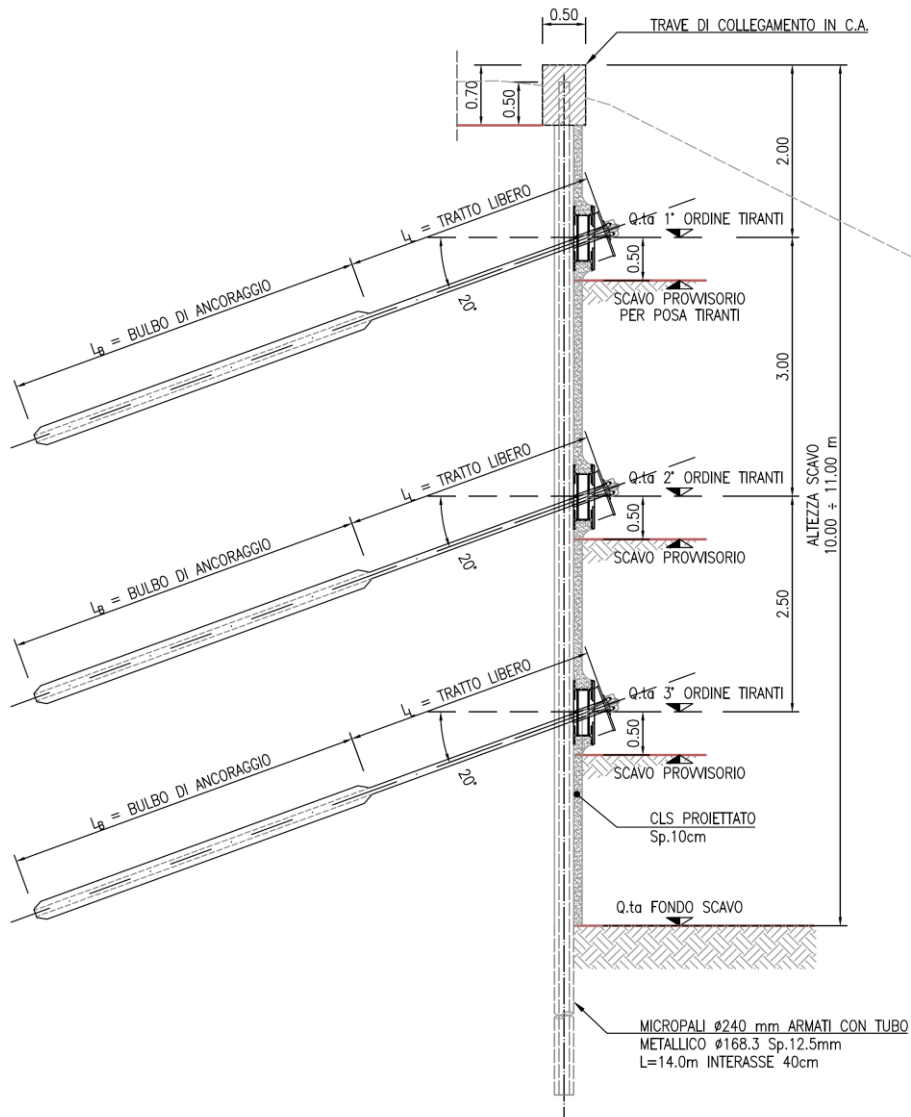 0.50
TRAVE DI COLLEGAMENTO IN C.A.
0.70
0.50
2.00
L_L = TRATTO LIBERO
Q.ta 1° ORDINE TIRANTI
L_B = BULBO DI ANCORAGGIO
20°
0.50
SCAVO PROVVISORIO
PER POSA TIRANTI
3.00
ALTEZZA SCAVO
10.00 ÷ 11.00 m
L_L = TRATTO LIBERO
Q.ta 2° ORDINE TIRANTI
L_B = BULBO DI ANCORAGGIO
20°
0.50
SCAVO PROVVISORIO
2.50
L_L = TRATTO LIBERO
Q.ta 3° ORDINE TIRANTI
L_B = BULBO DI ANCORAGGIO
20°
0.50
SCAVO PROVVISORIO
CLS PROIETTATO
Sp.10cm
Q.ta FONDO SCAVO
MICROPALI ø240 mm ARMATI CON TUBO
METALLICO ø168.3 Sp.12.5mm
L=14.0m INTERASSE 40cm